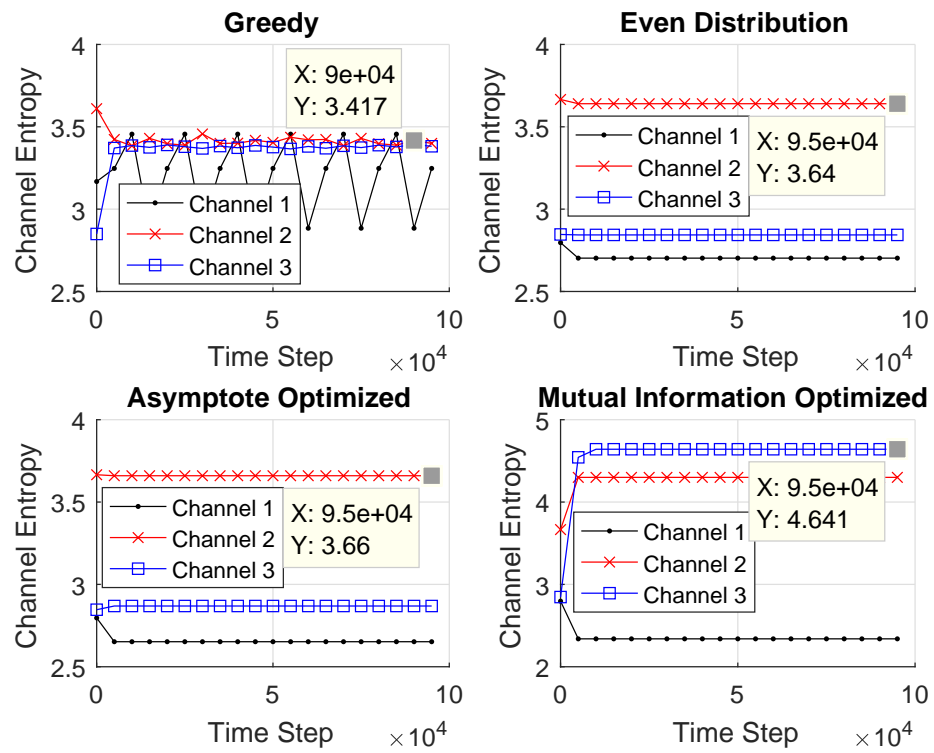 Greedy
4
3.5
3
2.5
Channel Entropy
X: 9e+04
Y: 3.417
Channel 1
Channel 2
Channel 3
0
5
10
Time Step
×10^4
Even Distribution
4
3.5
3
2.5
Channel Entropy
Channel 1
Channel 2
Channel 3
X: 9.5e+04
Y: 3.64
0
5
10
Time Step
×10^4
Asymptote Optimized
4
3.5
3
2.5
Channel Entropy
Channel 1
Channel 2
Channel 3
X: 9.5e+04
Y: 3.66
0
5
10
Time Step
×10^4
Mutual Information Optimized
5
4
3
2
Channel Entropy
X: 9.5e+04
Y: 4.641
Channel 1
Channel 2
Channel 3
0
5
10
Time Step
×10^4